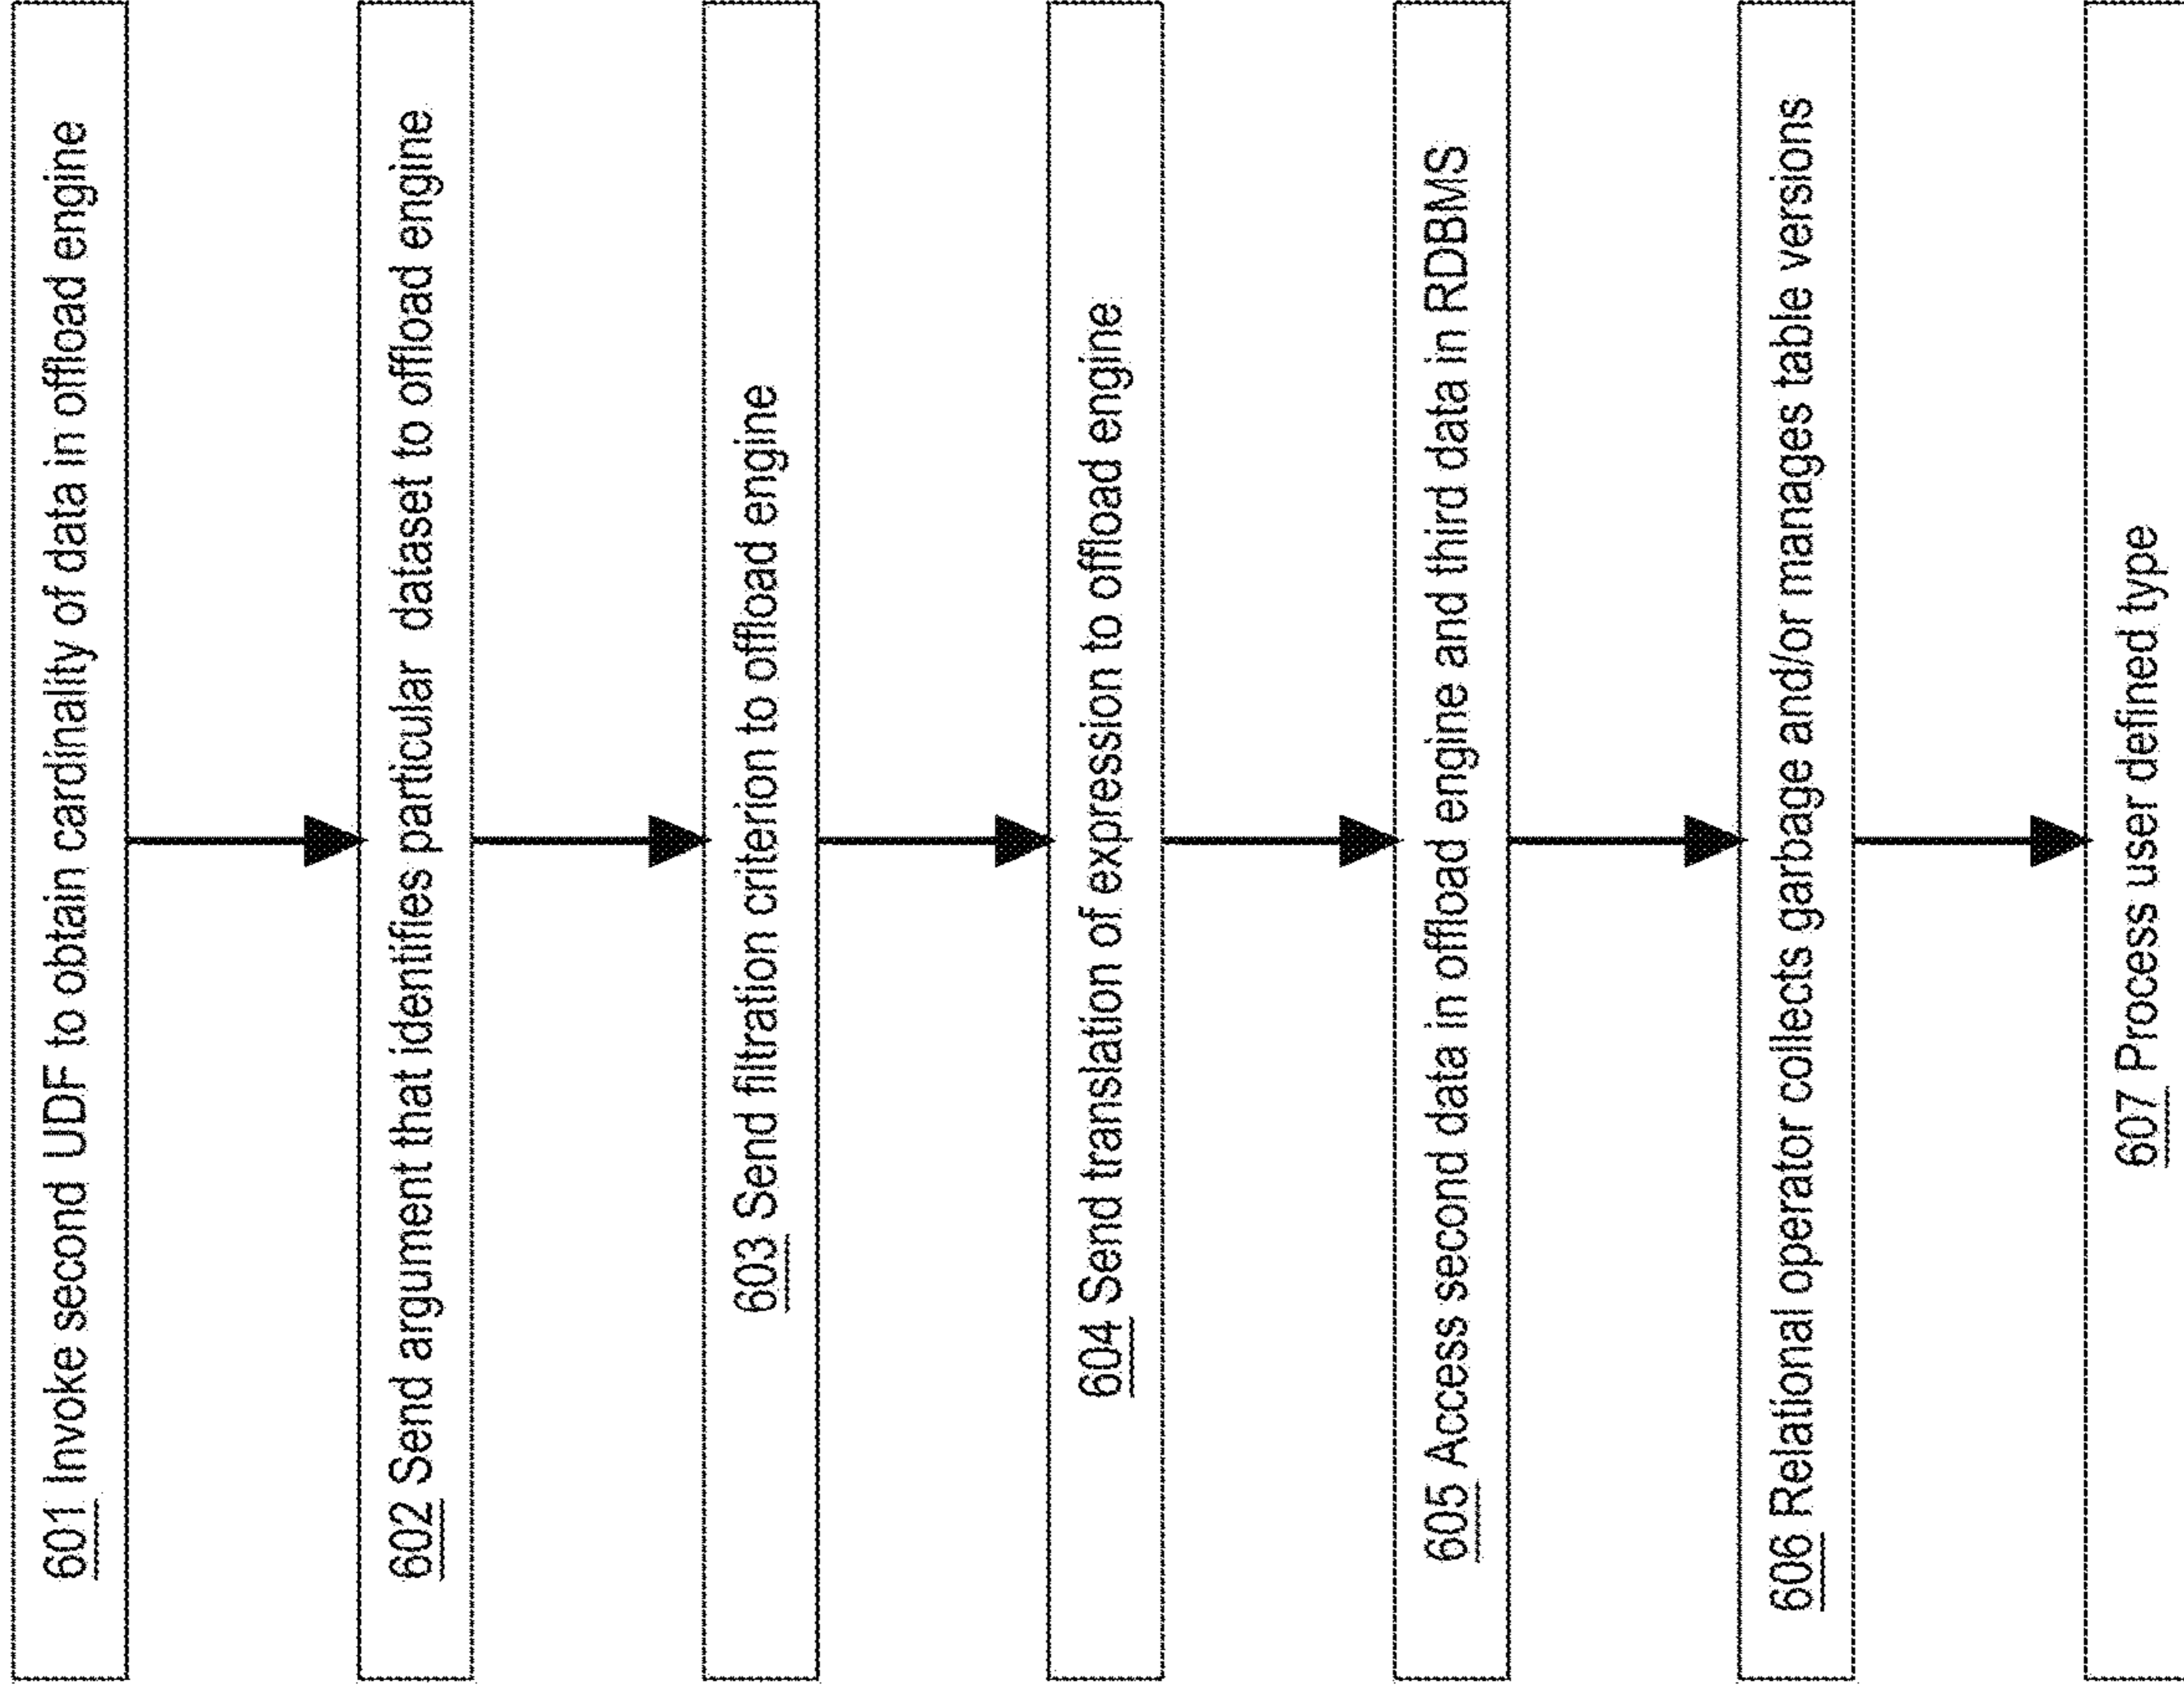 601 Invoke second UDF to obtain cardinality of data in offload engine
602 Send argument that identifies particular dataset to offload engine
603 Send filtration criterion to offload engine
604 Send translation of expression to offload engine
605 Access second data in offload engine and third data in RDBMS
606 Relational operator collects garbage and/or manages table versions
607 Process user defined type